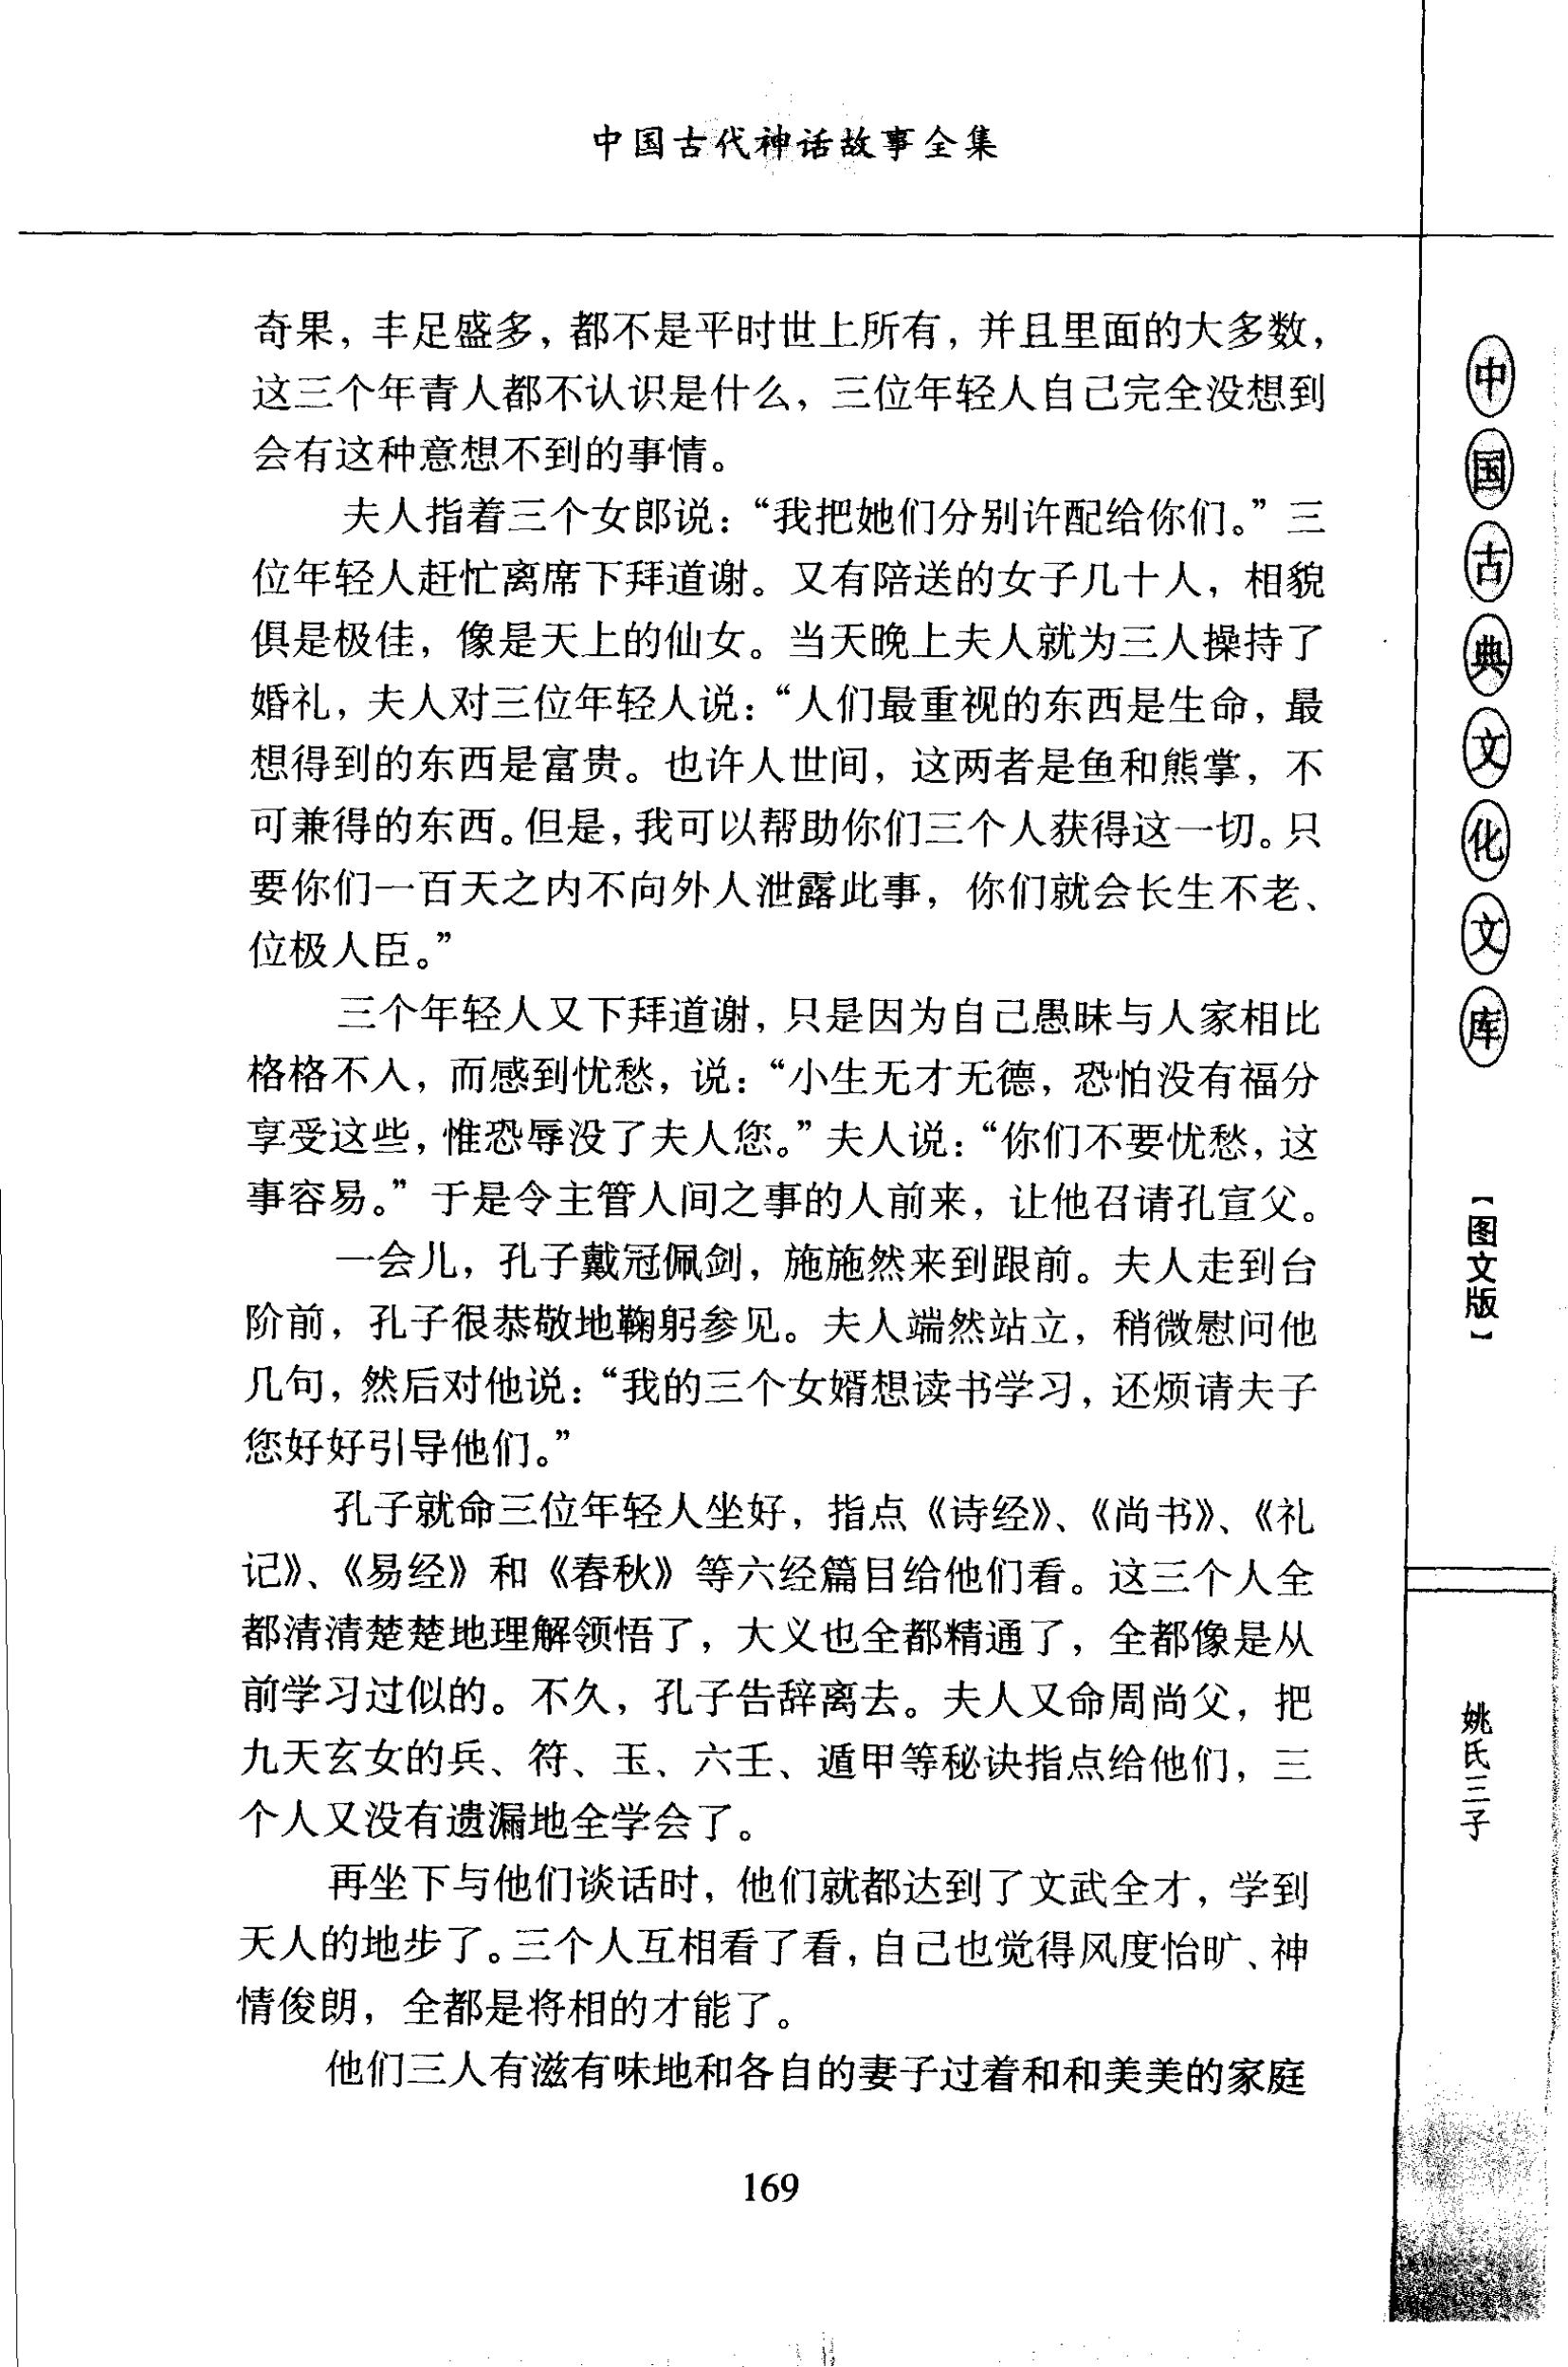 中国古代神话故事全集
奇果，丰足盛多，都不是平时世上所有，并且里面的大多数，
这三个年青人都不认识是什么，三位年轻人自己完全没想到
会有这种意想不到的事情。
夫人指着三个女郎说：“我把她们分别许配给你们。”三
位年轻人赶忙离席下拜道谢。又有陪送的女子几十人，相貌
俱是极佳，像是天上的仙女。当天晚上夫人就为三人操持了
婚礼，夫人对三位年轻人说：“人们最重视的东西是生命，最
想得到的东西是富贵。也许人世间，这两者是鱼和熊掌，不
可兼得的东西。但是，我可以帮助你们三个人获得这一切。只
要你们一百天之内不向外人泄露此事，你们就会长生不老、
位极人臣。”
三个年轻人又下拜道谢，只是因为自己愚昧与人家相比
格格不入，而感到忧愁，说：“小生无才无德，恐怕没有福分
享受这些，惟恐辱没了夫人您。”夫人说：“你们不要忧愁，这
事容易。”于是令主管人间之事的人前来，让他召请孔宣父。
一会儿，孔子戴冠佩剑，施施然来到跟前。夫人走到台
阶前，孔子很恭敬地鞠躬参见。夫人端然站立，稍微慰问他
几句，然后对他说：“我的三个女婿想读书学习，还烦请夫子
您好好引导他们。”
孔子就命三位年轻人坐好，指点《诗经》、《尚书》、《礼
记》、《易经》和《春秋》等六经篇目给他们看。这三个人全
都清清楚楚地理解领悟了，大义也全都精通了，全都像是从
前学习过似的。不久，孔子告辞离去。夫人又命周尚父，把
九天玄女的兵、符、玉、六壬、遁甲等秘诀指点给他们，三
个人又没有遗漏地全学会了。
再坐下与他们谈话时，他们就都达到了文武全才，学到
天人的地步了。三个人互相看了看，自己也觉得风度怡旷、神
情俊朗，全都是将相的才能了。
他们三人有滋有味地和各自的妻子过着和和美美的家庭
169
中国古典文化文库
【图文版】
姚氏三子